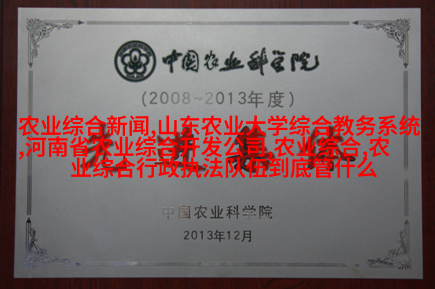 中国农业科学院
(2008-2013年度)
农业综合新闻,山东农业大学综合教务系统
,河南省农业综合开发公司,农业综合,农
业综合行政执法队伍到底管什么
中国农业科学院
2013年12月